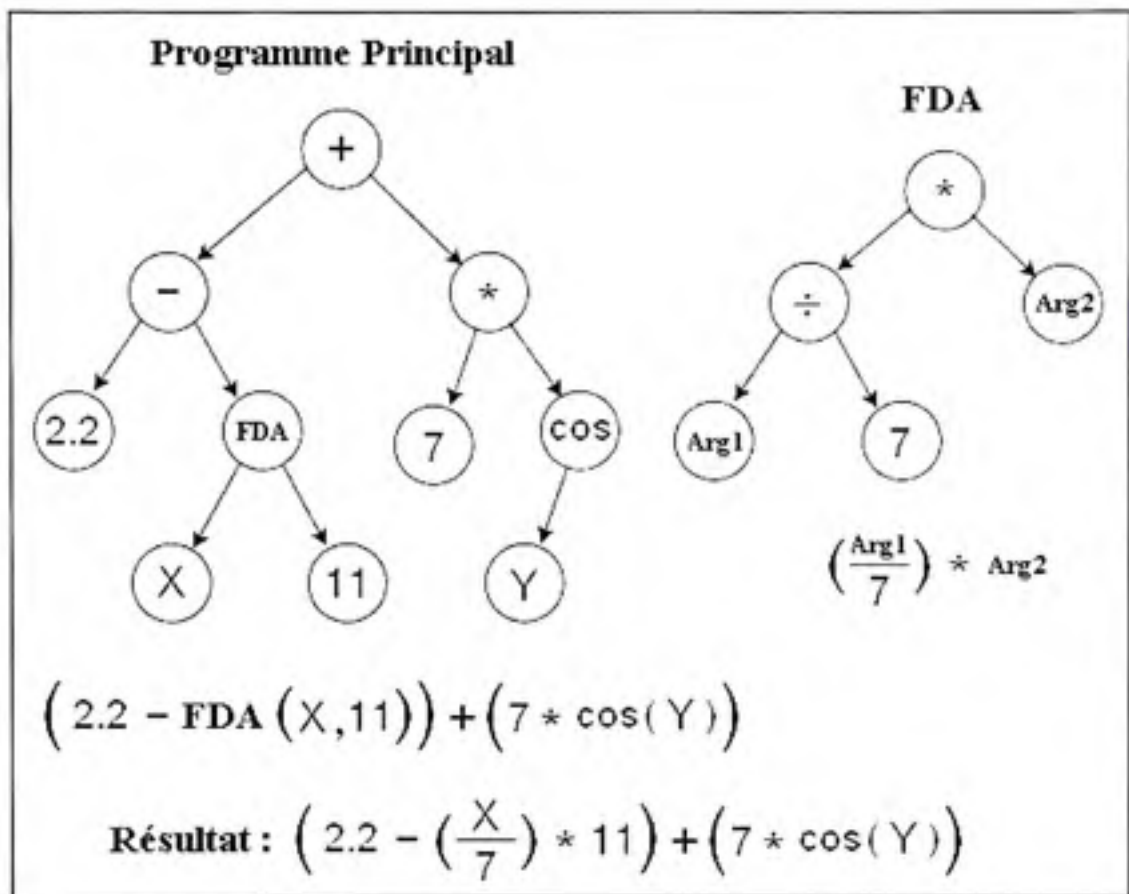 Programme Principal
FDA
+
*
−
*
÷
Arg2
2.2
FDA
7
cos
Arg1
7
X
11
Y
(Arg1/7) * Arg2
(2.2 − FDA (X,11)) + (7 * cos(Y))
Résultat : (2.2 − (X/7) * 11) + (7 * cos(Y))